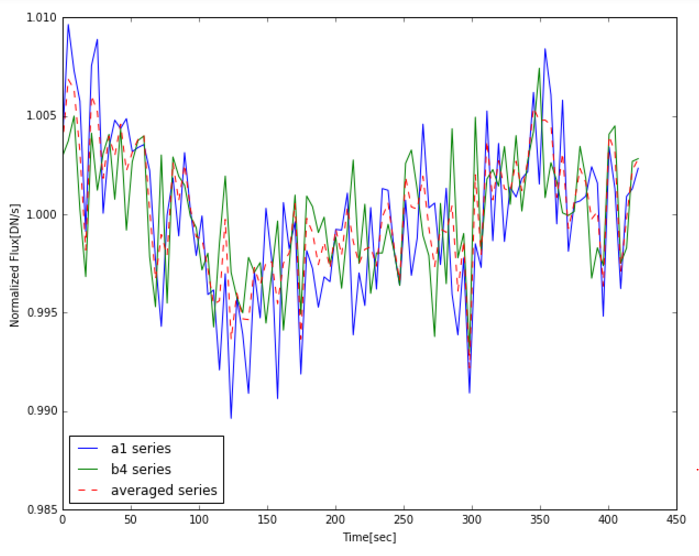 1.010
1.005
1.000
0.995
0.990
0.985
Normalized Flux[DN/s]
a1 series
b4 series
averaged series
0 50 100 150 200 250 300 350 400 450
Time[sec]